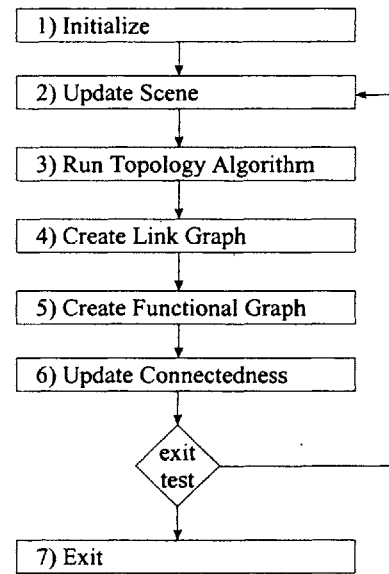 1) Initialize
2) Update Scene
3) Run Topology Algorithm
4) Create Link Graph
5) Create Functional Graph
6) Update Connectedness
exit
test
7) Exit